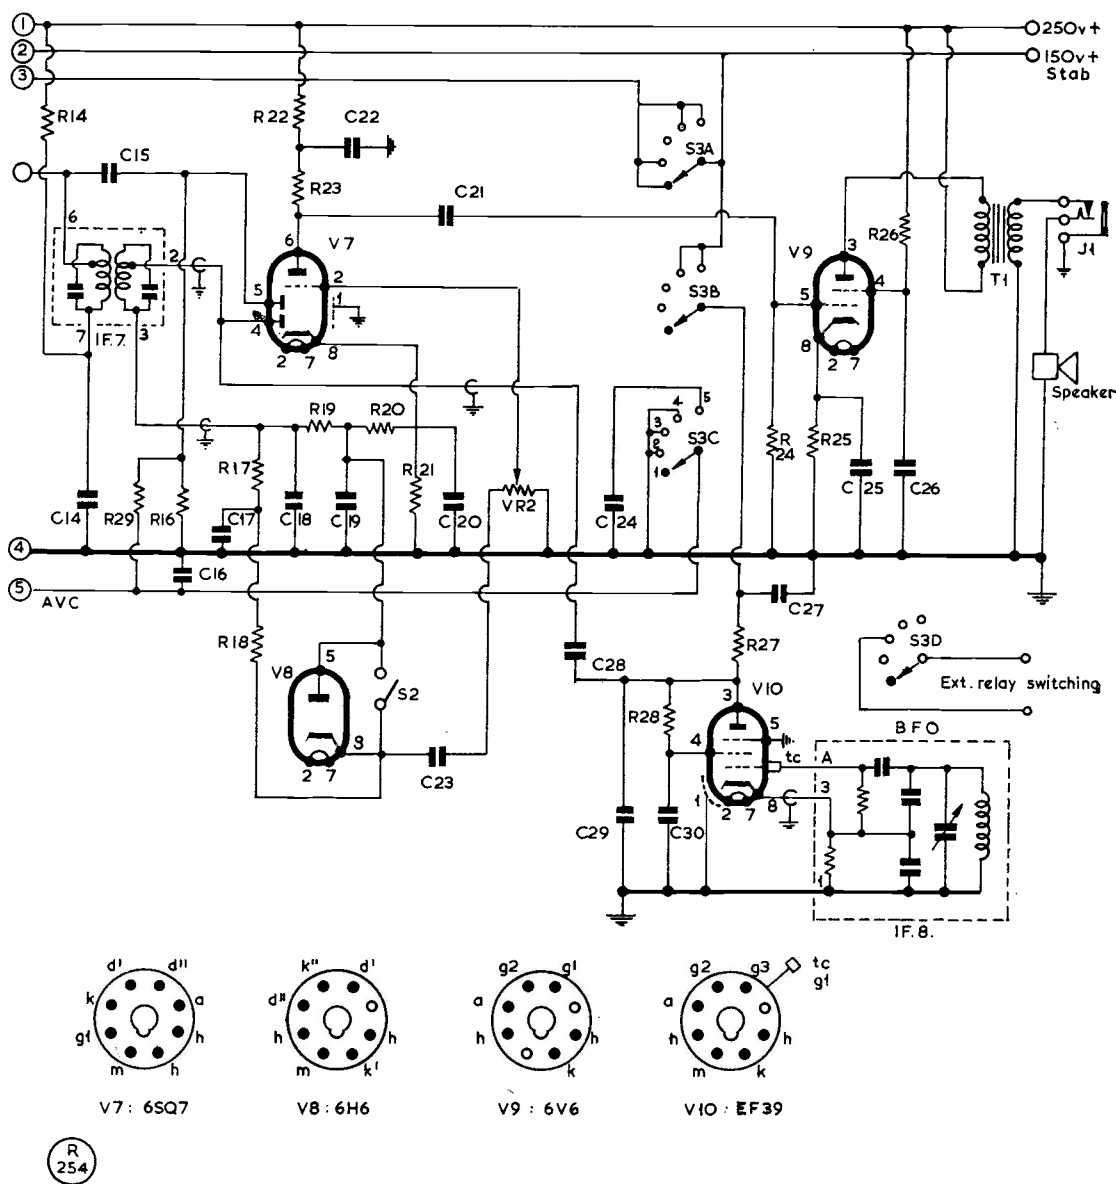 1
250v+
2
150v+
Stab
3
R14
R22
C22
C15
S3A
R23
C21
6
6
V7
V9
3
R26
J1
2
2
T1
5
1
S3B
5
4
4
7
IF.7.
3
2
7
8
8
2
7
Speaker
5
4
R19
R20
3
S3C
2
R
24
R25
R17
R21
1
C14
R29
R16
C17
C18
C19
C20
VR2
C24
C25
C26
4
C16
5
AVC
C27
R18
R27
S3D
5
V8
C28
S2
V10
Ext. relay switching
3
R28
5
BFO
4
tc
A
3
2
7
C23
3
1
2
7
8
C29
C30
1
IF.8.
d' d"
k a
g1 h
m h
V7: 6SQ7
k" d'
d"
h h
m k'
V8: 6H6
g2 g1
a
h h
k
V9: 6V6
g2 g3
tc
g1
a
h h
m k
V10: EF39
R
254